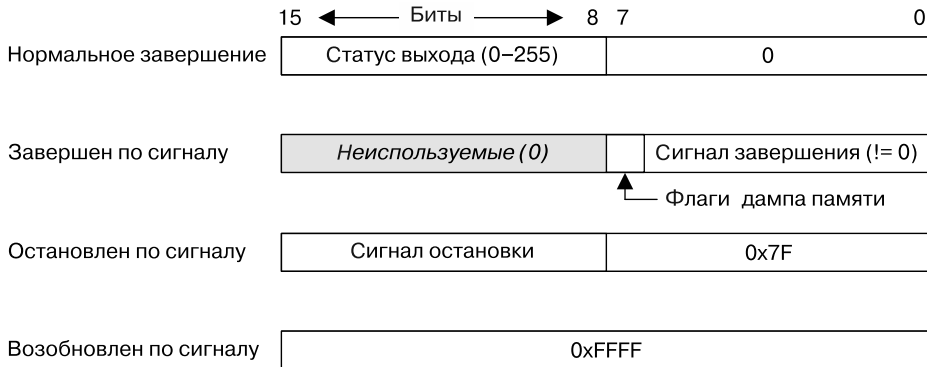 15 Биты 8 7 0
Нормальное завершение Статус выхода (0–255) 0
Завершен по сигналу Неиспользуемые (0) Сигнал завершения (!= 0)
Флаги дампа памяти
Остановлен по сигналу Сигнал остановки 0x7F
Возобновлен по сигналу 0xFFFF